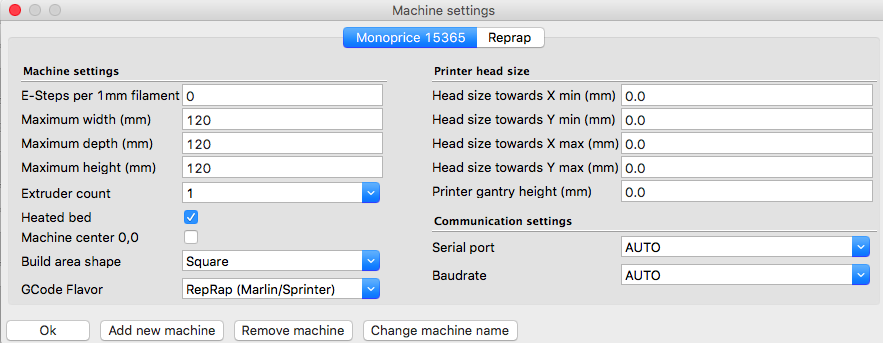 Machine settings
Monoprice 15365 Reprap
Machine settings
E-Steps per 1mm filament 0
Maximum width (mm) 120
Maximum depth (mm) 120
Maximum height (mm) 120
Extruder count 1
Heated bed
Machine center 0,0
Build area shape Square
GCode Flavor RepRap (Marlin/Sprinter)
Printer head size
Head size towards X min (mm) 0.0
Head size towards Y min (mm) 0.0
Head size towards X max (mm) 0.0
Head size towards Y max (mm) 0.0
Printer gantry height (mm) 0.0
Communication settings
Serial port AUTO
Baudrate AUTO
Ok Add new machine Remove machine Change machine name